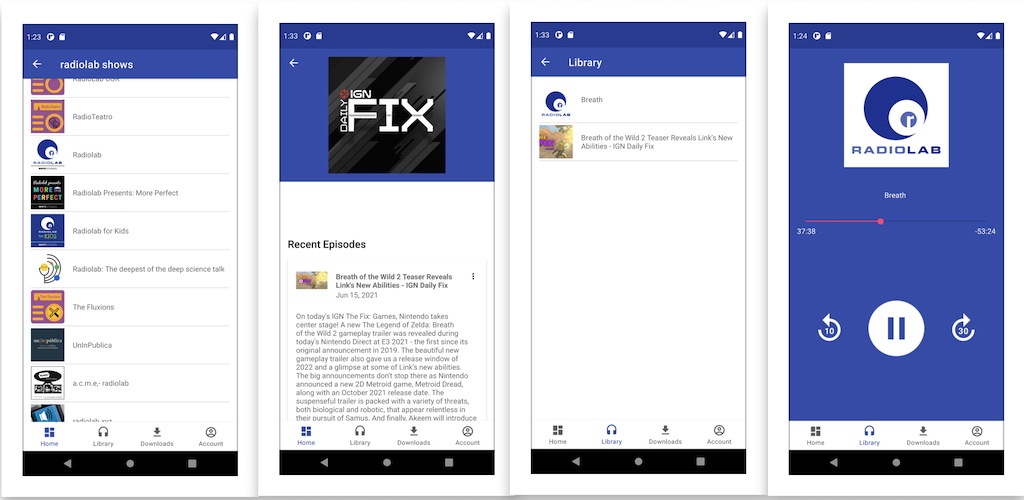 1:23
radiolab shows
RadioLab DGR
RadioTeatro
Radiolab
RADIOLAB
Radiolab Presents: More Perfect
Radiolab presents
MORE
PERFECT
Radiolab for Kids
RADIOLAB
for KIDS
Radiolab: The deepest of the deep science talk
The Fluxions
UnInPublica
a.c.m.e,- radiolab
radiolab.xyz
Home
Library
Downloads
Account
1:33
DAILY IGN
FIX
Recent Episodes
Breath of the Wild 2 Teaser Reveals
Link's New Abilities - IGN Daily Fix
Jun 15, 2021
On today's IGN The Fix: Games, Nintendo takes
center stage! A new The Legend of Zelda: Breath
of the Wild 2 gameplay trailer was revealed during
today's Nintendo Direct at E3 2021 - the first since its
original announcement in 2019. The beautiful new
gameplay trailer also gave us a release window of
2022 and a glimpse at some of Link's new abilities.
The big announcements don't stop there as Nintendo
announced a new 2D Metroid game, Metroid Dread,
along with an October 2021 release date. The
suspenseful trailer is packed with a variety of threats,
both biological and robotic, that appear relentless in
their pursuit of Samus. And finally, Akeem will introduce
Home
Library
Downloads
Account
1:33
Library
RADIOLAB
Breath
Breath of the Wild 2 Teaser Reveals Link's New
Abilities - IGN Daily Fix
Home
Library
Downloads
Account
1:24
r
RADIOLAB
Breath
37:38
-53:24
10
30
Home
Library
Downloads
Account